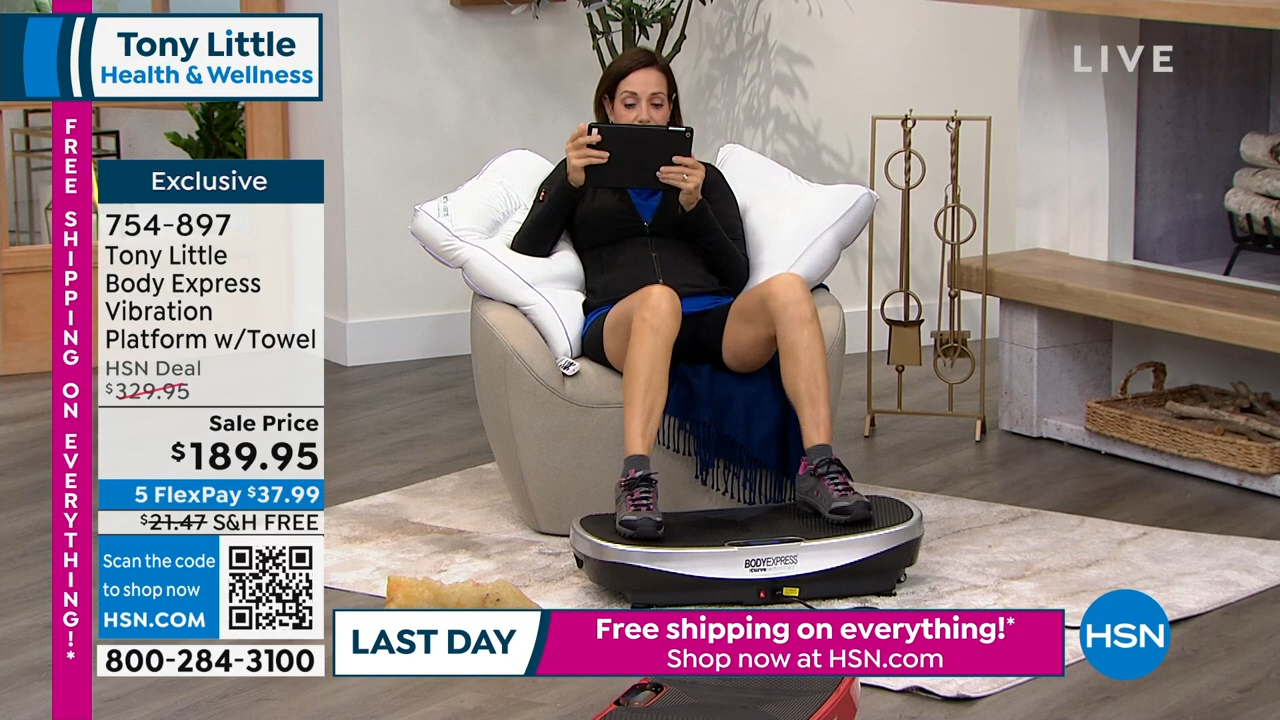 Tony Little
Health & Wellness
LIVE
FREE SHIPPING ON EVERYTHING!*
Exclusive
754-897
Tony Little
Body Express
Vibration
Platform w/Towel
HSN Deal
$329.95
Sale Price
$189.95
5 FlexPay $37.99
$21.47 S&H FREE
Scan the code
to shop now
HSN.COM
800-284-3100
BODYEXPRESS
LAST DAY
Free shipping on everything!*
Shop now at HSN.com
HSN